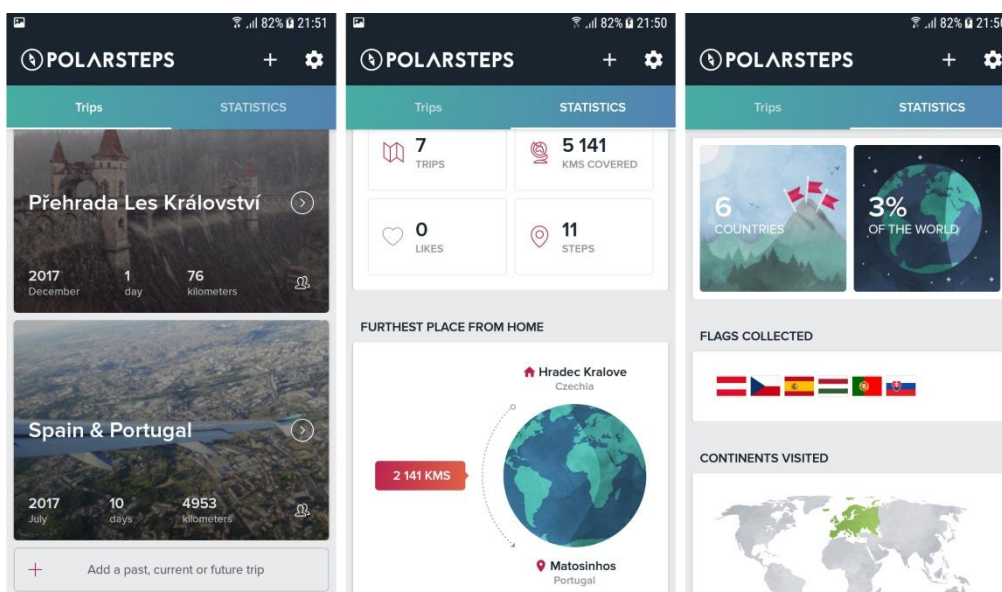 82% 21:51
POLARSTEPS
Trips STATISTICS
Přehrada Les Království
2017 1 76
December day kilometers
Spain & Portugal
2017 10 4953
July days kilometers
Add a past, current or future trip
82% 21:50
POLARSTEPS
Trips STATISTICS
7
TRIPS
5 141
KMS COVERED
0
LIKES
11
STEPS
FURTHEST PLACE FROM HOME
Hradec Kralove
Czechia
2 141 KMS
Matosinhos
Portugal
82% 21:50
POLARSTEPS
Trips STATISTICS
6
COUNTRIES
3%
OF THE WORLD
FLAGS COLLECTED
CONTINENTS VISITED